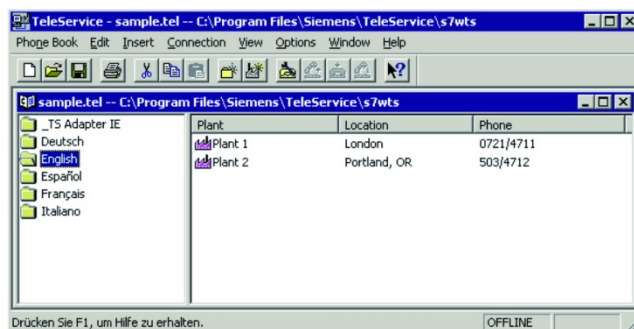 TeleService - sample.tel -- C:\Program Files\Siemens\TeleService\s7wts
Phone Book Edit Insert Connection View Options Window Help
sample.tel -- C:\Program Files\Siemens\TeleService\s7wts
_TS Adapter IE
Deutsch
English
Español
Français
Italiano
Plant Location Phone
Plant 1 London 0721/4711
Plant 2 Portland, OR 503/4712
Drücken Sie F1, um Hilfe zu erhalten. OFFLINE